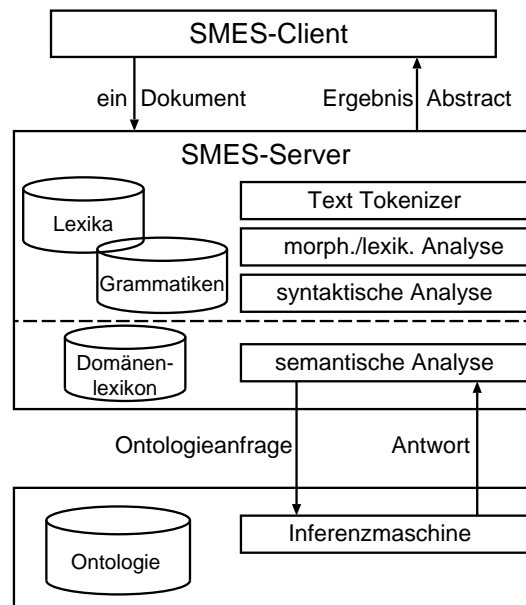 SMES-Client
ein Dokument
Ergebnis Abstract
SMES-Server
Lexika
Grammatiken
Text Tokenizer
morph./lexik. Analyse
syntaktische Analyse
Domänen-
lexikon
semantische Analyse
Ontologieanfrage
Antwort
Ontologie
Inferenzmaschine